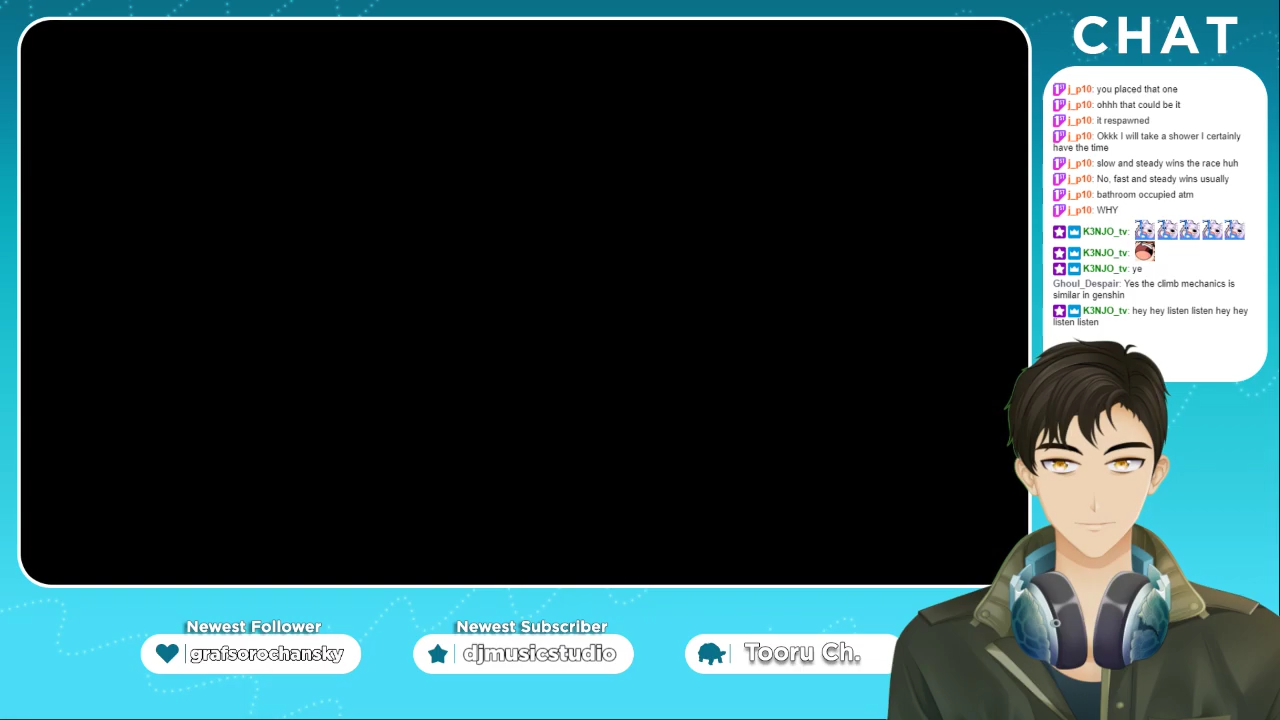 CHAT
j_p10: you placed that one
j_p10: ohhh that could be it
j_p10: it respawned
j_p10: Okkk I will take a shower I certainly
have the time
j_p10: slow and steady wins the race huh
j_p10: No, fast and steady wins usually
j_p10: bathroom occupied atm
j_p10: WHY
K3NJO_tv:
K3NJO_tv:
K3NJO_tv: ye
Ghoul_Despair: Yes the climb mechanics is
similar in genshin
K3NJO_tv: hey hey listen listen hey hey
listen listen
Newest Follower
grafsorochansky
Newest Subscriber
djmusicstudio
Tooru Ch.